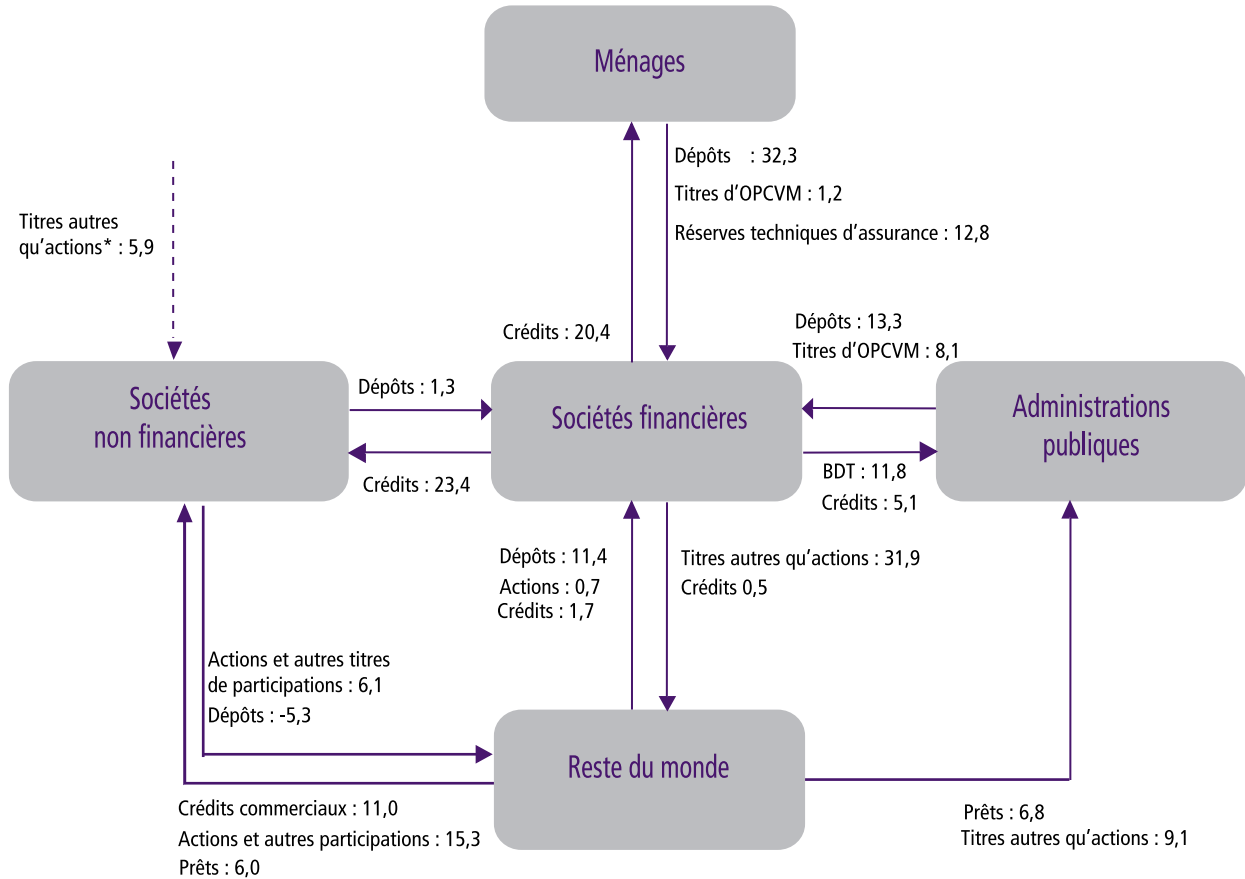 Ménages
Dépôts : 32,3
Titres d'OPCVM : 1,2
Réserves techniques d'assurance : 12,8
Titres autres
qu'actions* : 5,9
Crédits : 20,4
Dépôts : 13,3
Titres d'OPCVM : 8,1
Sociétés
non financières
Dépôts : 1,3
Crédits : 23,4
Sociétés financières
Administrations
publiques
BDT : 11,8
Crédits : 5,1
Dépôts : 11,4
Actions : 0,7
Crédits : 1,7
Titres autres qu'actions : 31,9
Crédits 0,5
Actions et autres titres
de participations : 6,1
Dépôts : -5,3
Reste du monde
Crédits commerciaux : 11,0
Actions et autres participations : 15,3
Prêts : 6,0
Prêts : 6,8
Titres autres qu'actions : 9,1